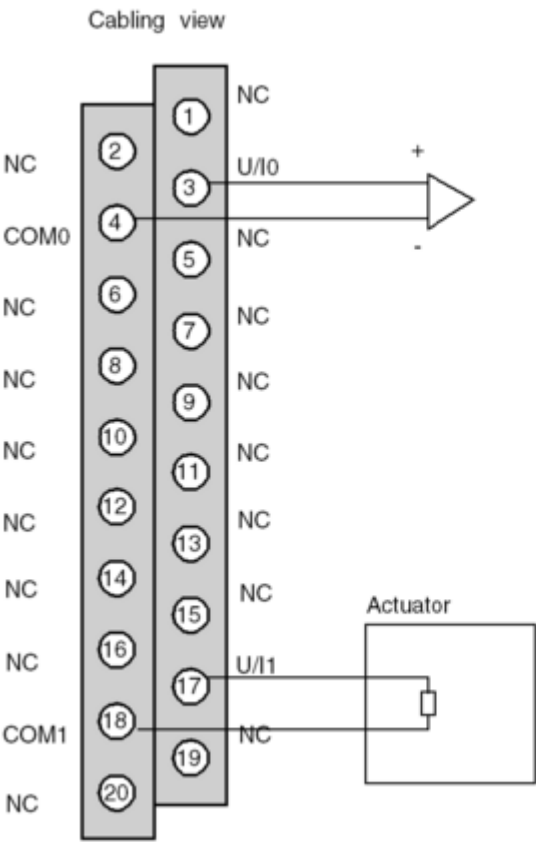 Cabling view
NC
1
2
NC
U/I0
+
3
4
COM0
NC
-
5
6
NC
NC
7
8
NC
NC
9
10
NC
NC
11
12
NC
NC
13
14
NC
NC
Actuator
15
16
NC
U/I1
17
18
COM1
NC
19
20
NC